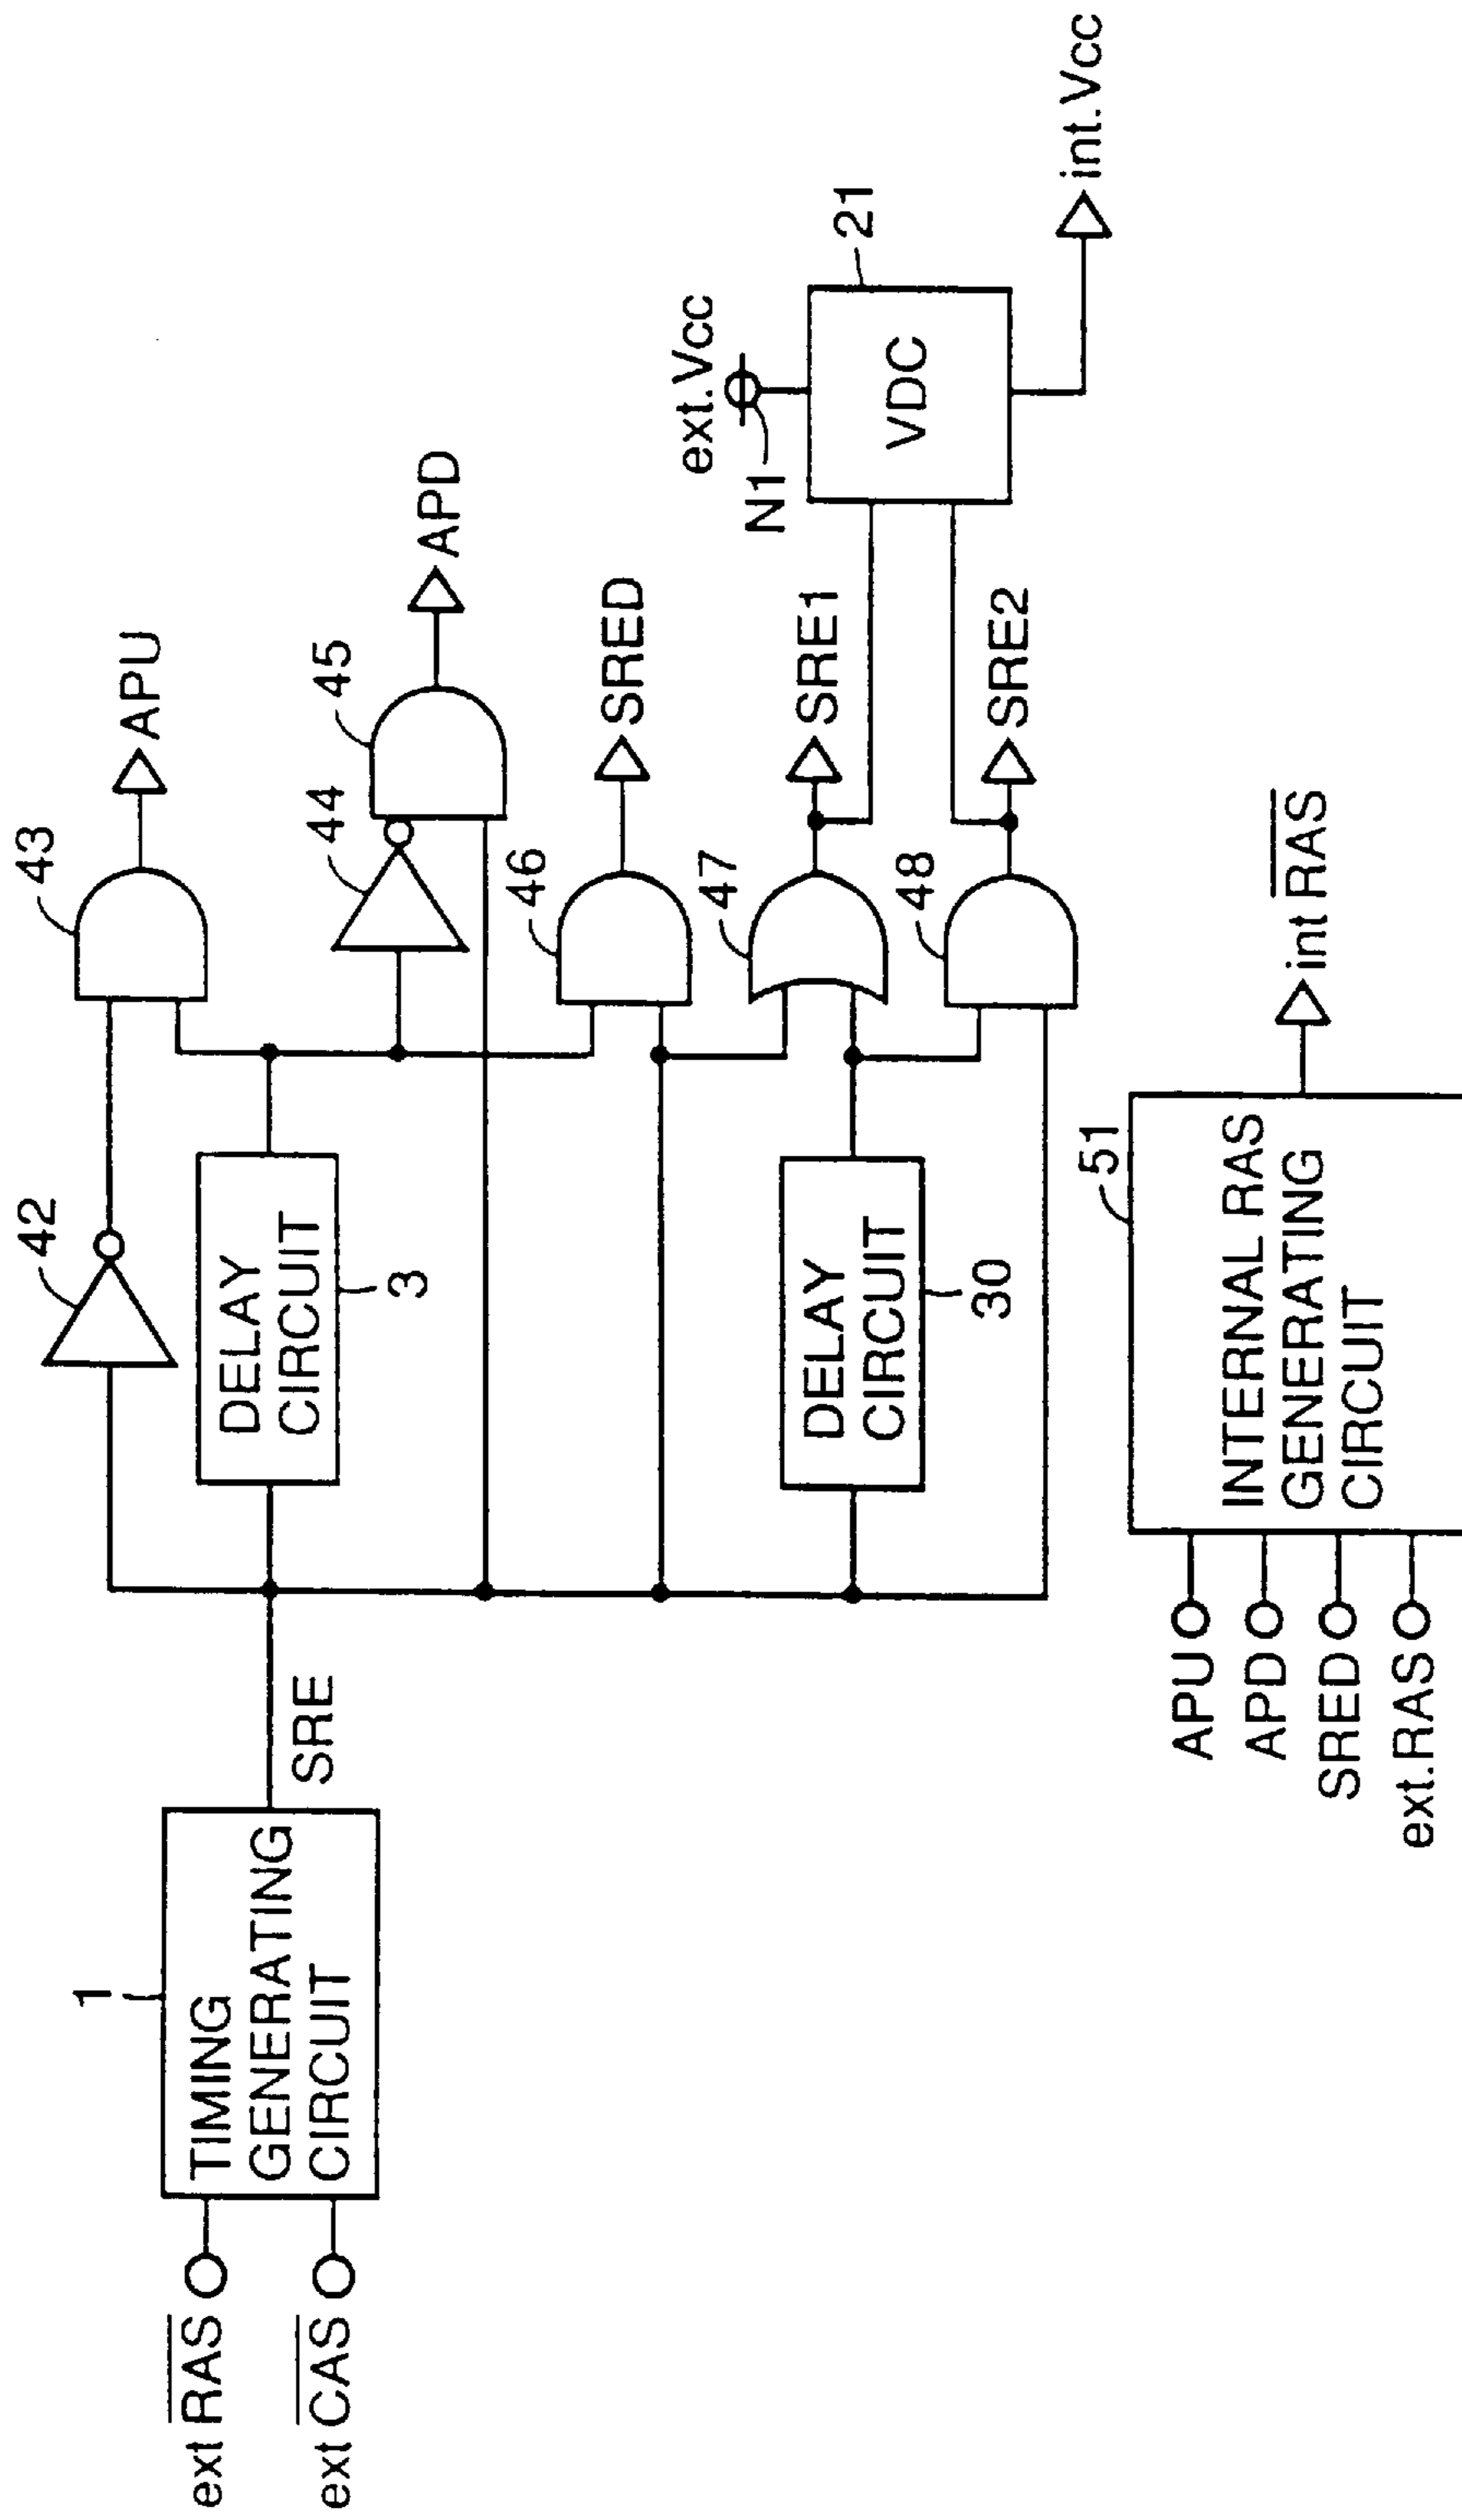 ext RAS
ext CAS
1
TIMING
GENERATING
CIRCUIT
SRE
42
DELAY
CIRCUIT
3
43
APU
44
45
APD
46
SRED
47
SRE1
48
SRE2
DELAY
CIRCUIT
30
ext.Vcc
N1
VDC
21
int.Vcc
APU
APD
SRED
ext.RAS
51
INTERNAL RAS
GENERATING
CIRCUIT
int RAS